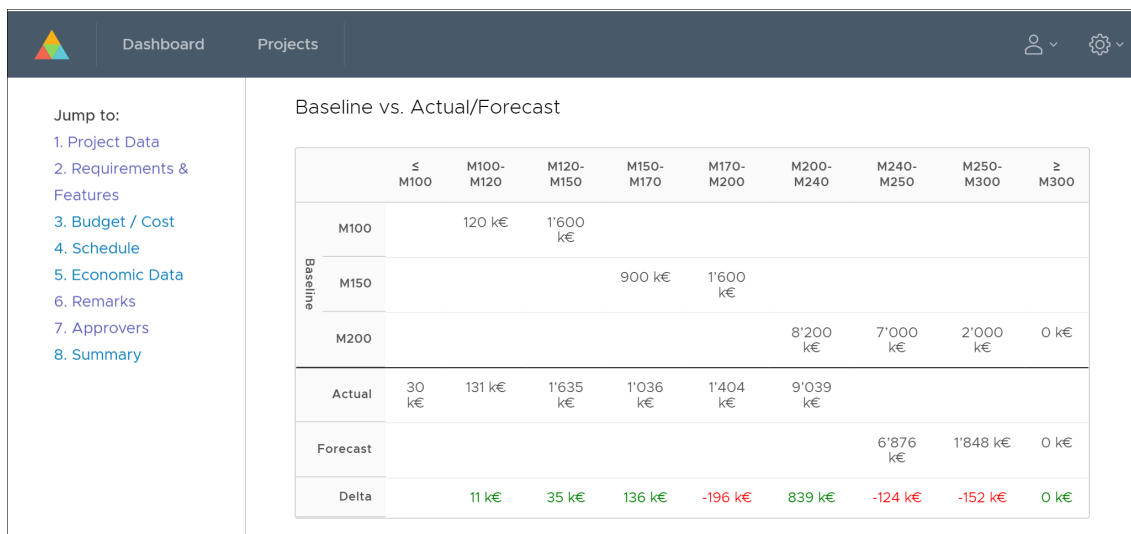 Dashboard Projects
Jump to:
1. Project Data
2. Requirements &
Features
3. Budget / Cost
4. Schedule
5. Economic Data
6. Remarks
7. Approvers
8. Summary
Baseline vs. Actual/Forecast
≤ M100- M120- M150- M170- M200- M240- M250- ≥
M100 M120 M150 M170 M200 M240 M250 M300 M300
Baseline
M100 120 k€ 1'600
k€
M150 900 k€ 1'600
k€
M200 8'200 7'000 2'000 0 k€
k€ k€ k€
Actual 30 131 k€ 1'635 1'036 1'404 9'039
k€ k€ k€ k€ k€
Forecast 6'876 1'848 k€ 0 k€
k€
Delta 11 k€ 35 k€ 136 k€ -196 k€ 839 k€ -124 k€ -152 k€ 0 k€